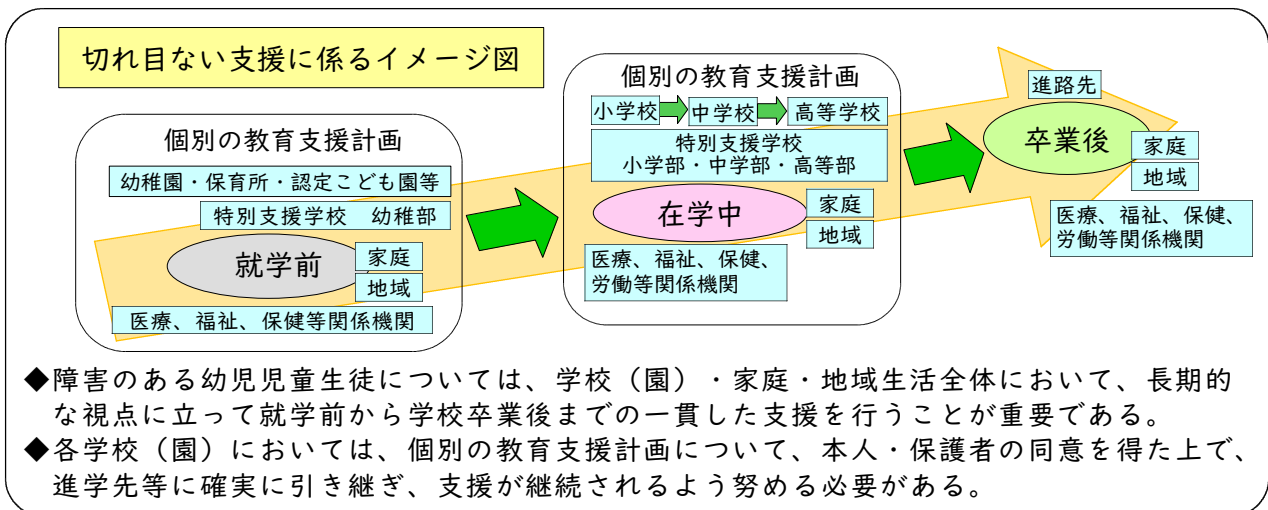 切れ目ない支援に係るイメージ図
個別の教育支援計画
幼稚園・保育所・認定こども園等
特別支援学校　幼稚部
就学前
家庭
地域
医療、福祉、保健等関係機関
個別の教育支援計画
小学校
中学校
高等学校
特別支援学校
小学部・中学部・高等部
在学中
家庭
地域
医療、福祉、保健、
労働等関係機関
進路先
卒業後
家庭
地域
医療、福祉、保健、
労働等関係機関
◆障害のある幼児児童生徒については、学校（園）・家庭・地域生活全体において、長期的
な視点に立って就学前から学校卒業後までの一貫した支援を行うことが重要である。
◆各学校（園）においては、個別の教育支援計画について、本人・保護者の同意を得た上で、
進学先等に確実に引き継ぎ、支援が継続されるよう努める必要がある。